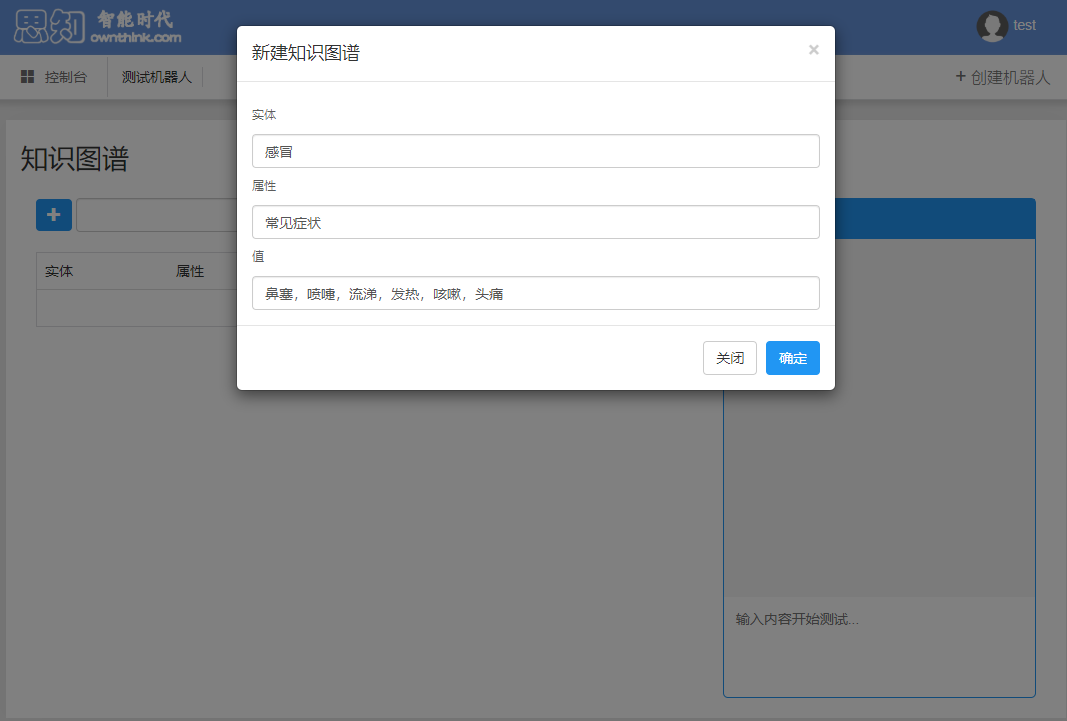 思知 智能时代
ownthink.com
test
控制台 测试机器人
+ 创建机器人
新建知识图谱
×
实体
感冒
属性
常见症状
值
鼻塞，喷嚏，流涕，发热，咳嗽，头痛
关闭 确定
知识图谱
实体 属性
输入内容开始测试...